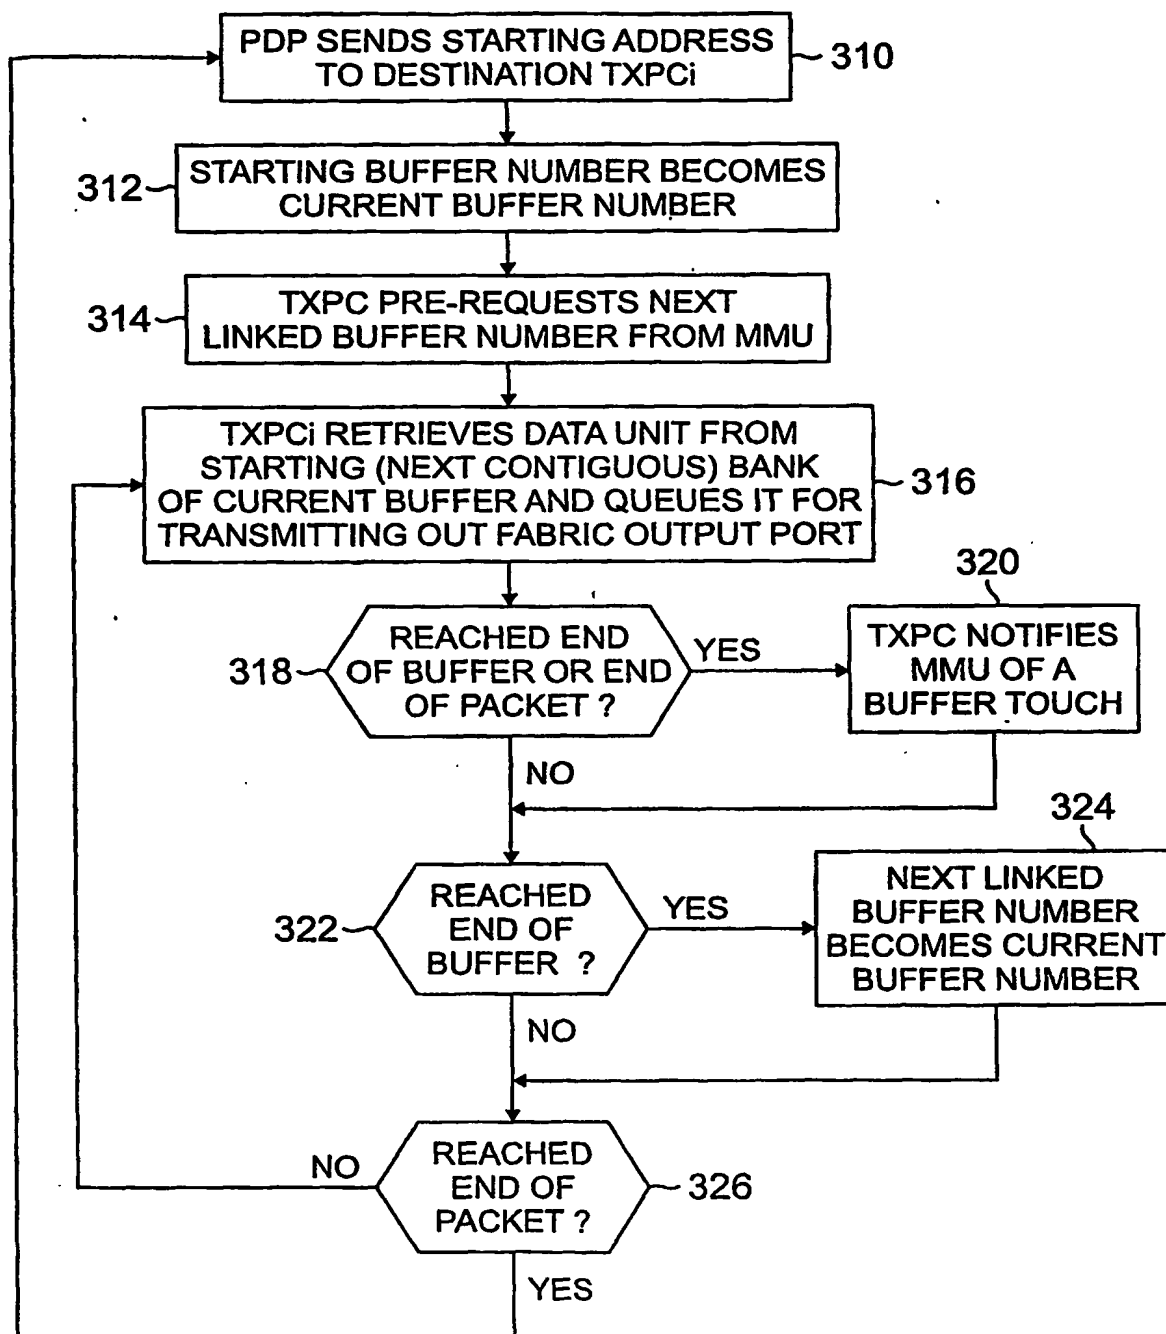 PDP SENDS STARTING ADDRESS
TO DESTINATION TXPCi
310
312
STARTING BUFFER NUMBER BECOMES
CURRENT BUFFER NUMBER
314
TXPC PRE-REQUESTS NEXT
LINKED BUFFER NUMBER FROM MMU
TXPCi RETRIEVES DATA UNIT FROM
STARTING (NEXT CONTIGUOUS) BANK
OF CURRENT BUFFER AND QUEUES IT FOR
TRANSMITTING OUT FABRIC OUTPUT PORT
316
318
REACHED END
OF BUFFER OR END
OF PACKET ?
YES
320
TXPC NOTIFIES
MMU OF A
BUFFER TOUCH
NO
322
REACHED
END OF
BUFFER ?
YES
324
NEXT LINKED
BUFFER NUMBER
BECOMES CURRENT
BUFFER NUMBER
NO
NO
REACHED
END OF
PACKET ?
326
YES